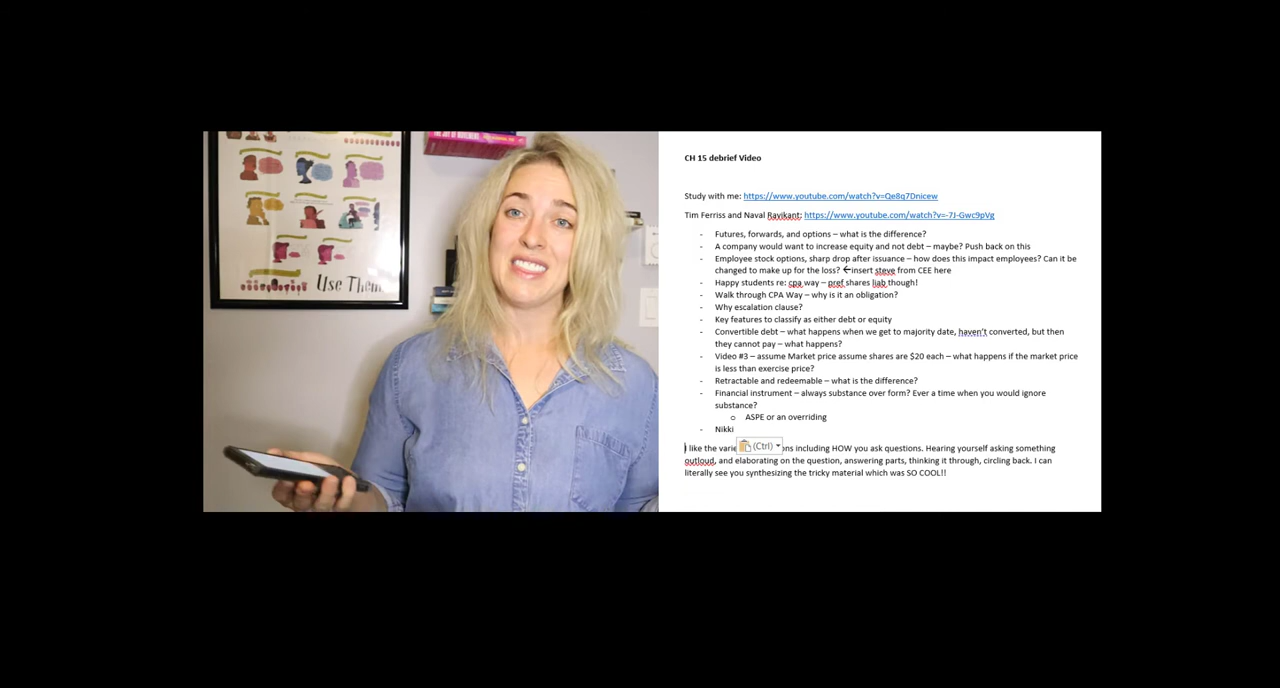 Use Them
CH 15 debrief Video
Study with me: https://www.youtube.com/watch?v=Qe8q7Dnicew
Tim Ferriss and Naval Ravikant: https://www.youtube.com/watch?v=-7J-Gwc9pVg
- Futures, forwards, and options – what is the difference?
- A company would want to increase equity and not debt – maybe? Push back on this
- Employee stock options, sharp drop after issuance – how does this impact employees? Can it be
changed to make up for the loss? ←insert steve from CEE here
- Happy students re: cpa way – pref shares liab though!
- Walk through CPA Way – why is it an obligation?
- Why escalation clause?
- Key features to classify as either debt or equity
- Convertible debt – what happens when we get to majority date, haven't converted, but then
they cannot pay – what happens?
- Video #3 – assume Market price assume shares are $20 each – what happens if the market price
is less than exercise price?
- Retractable and redeemable – what is the difference?
- Financial instrument – always substance over form? Ever a time when you would ignore
substance?
o ASPE or an overriding
- Nikki
(Ctrl)
I like the varie ns including HOW you ask questions. Hearing yourself asking something
outloud, and elaborating on the question, answering parts, thinking it through, circling back. I can
literally see you synthesizing the tricky material which was SO COOL!!